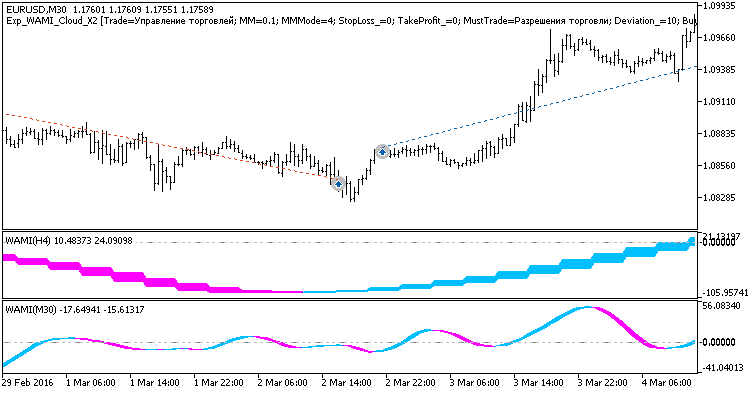 EURUSD,M30 1.17601 1.17609 1.17551 1.17589
Exp_WAMI_Cloud_X2 [Trade=Управление торговлей; MM=0.1; MMMode=4; StopLoss_=0; TakeProfit_=0; MustTrade=Разрешения торговли; Deviation_=10; Bu
1.09935
1.09660
1.09385
1.09110
1.08835
1.08560
1.08285
WAMI(H4) 10.48373 24.09098
21.13197
0.00000
-105.95741
WAMI(M30) -17.64941 -15.61317
56.08340
0.00000
-41.04013
29 Feb 2016 1 Mar 06:00 1 Mar 14:00 1 Mar 22:00 2 Mar 06:00 2 Mar 14:00 2 Mar 22:00 3 Mar 06:00 3 Mar 14:00 3 Mar 22:00 4 Mar 06:00